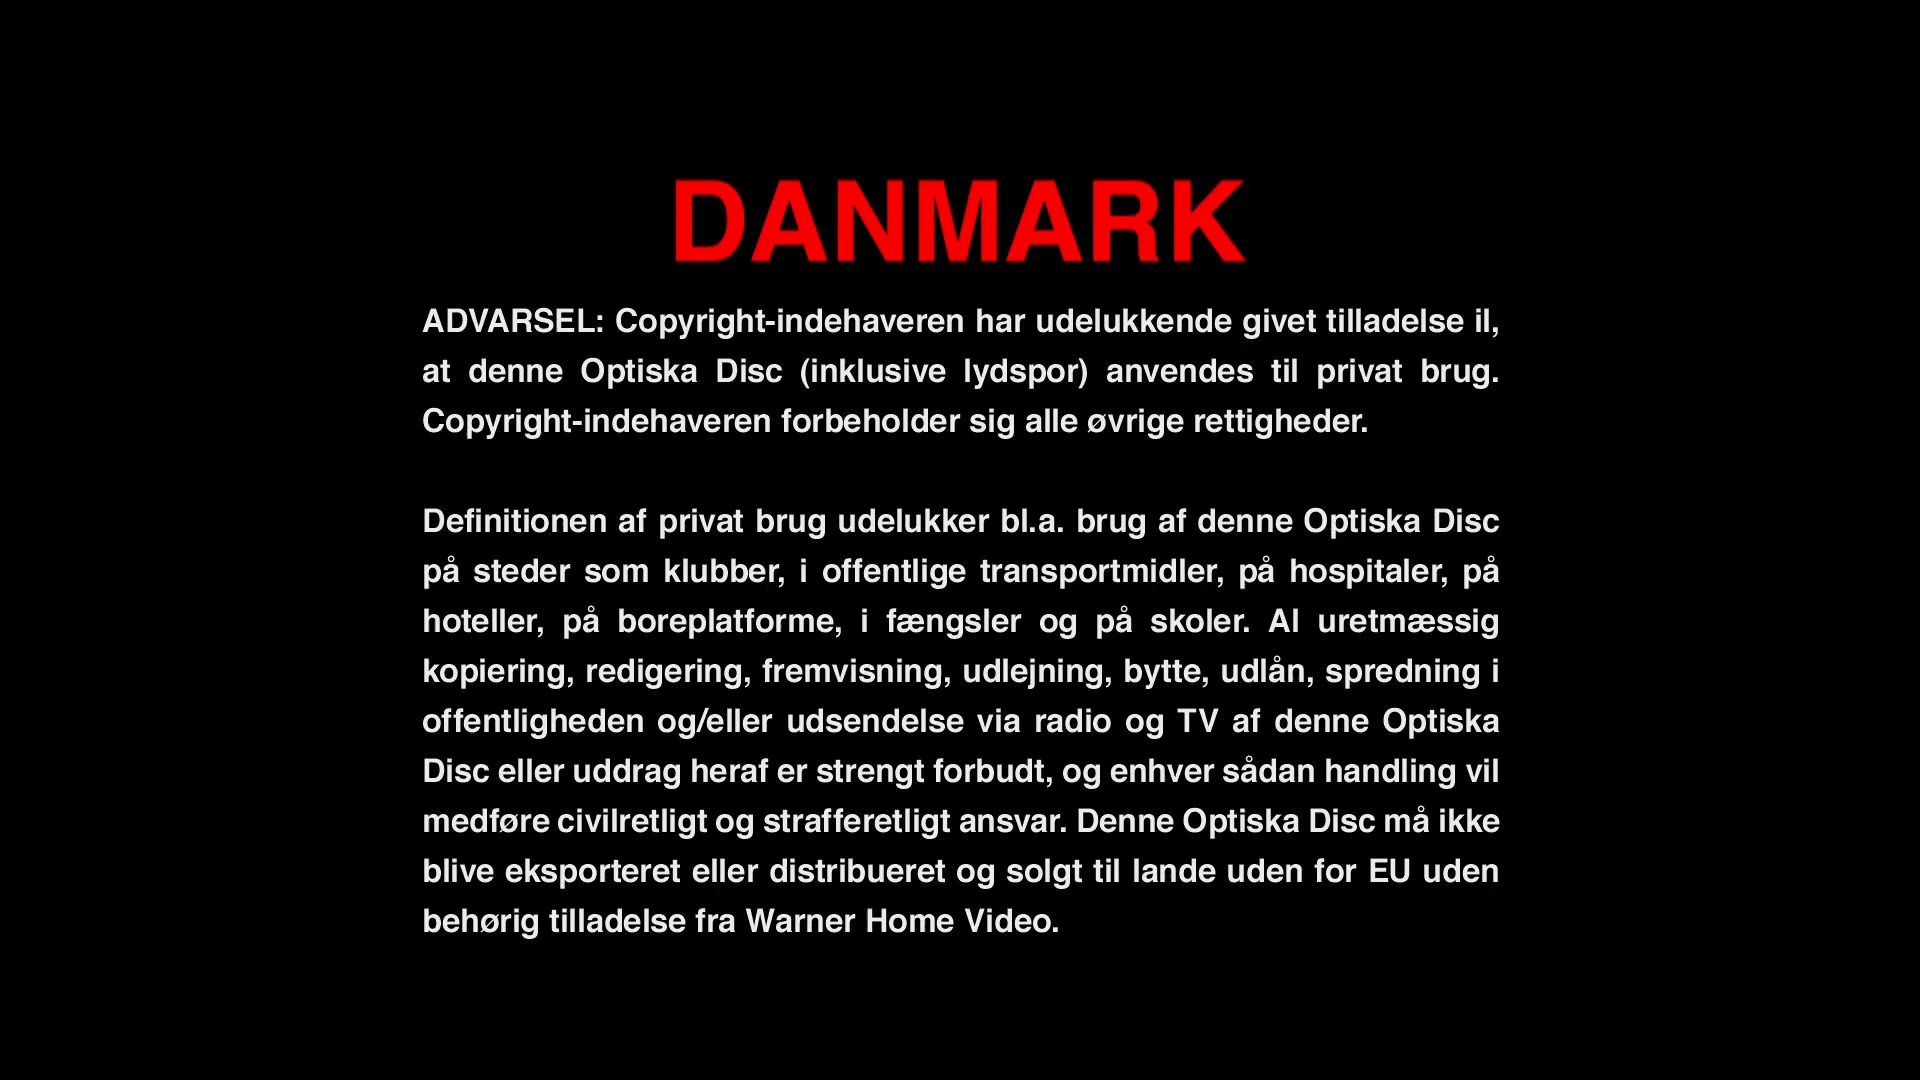 DANMARK
ADVARSEL: Copyright-indehaveren har udelukkende givet tilladelse il,
at denne Optiska Disc (inklusive lydspor) anvendes til privat brug.
Copyright-indehaveren forbeholder sig alle øvrige rettigheder.
Definitionen af privat brug udelukker bl.a. brug af denne Optiska Disc
på steder som klubber, i offentlige transportmidler, på hospitaler, på
hoteller, på boreplatforme, i fængsler og på skoler. Al uretmæssig
kopiering, redigering, fremvisning, udlejning, bytte, udlån, spredning i
offentligheden og/eller udsendelse via radio og TV af denne Optiska
Disc eller uddrag heraf er strengt forbudt, og enhver sådan handling vil
medføre civilretligt og strafferetligt ansvar. Denne Optiska Disc må ikke
blive eksporteret eller distribueret og solgt til lande uden for EU uden
behørig tilladelse fra Warner Home Video.